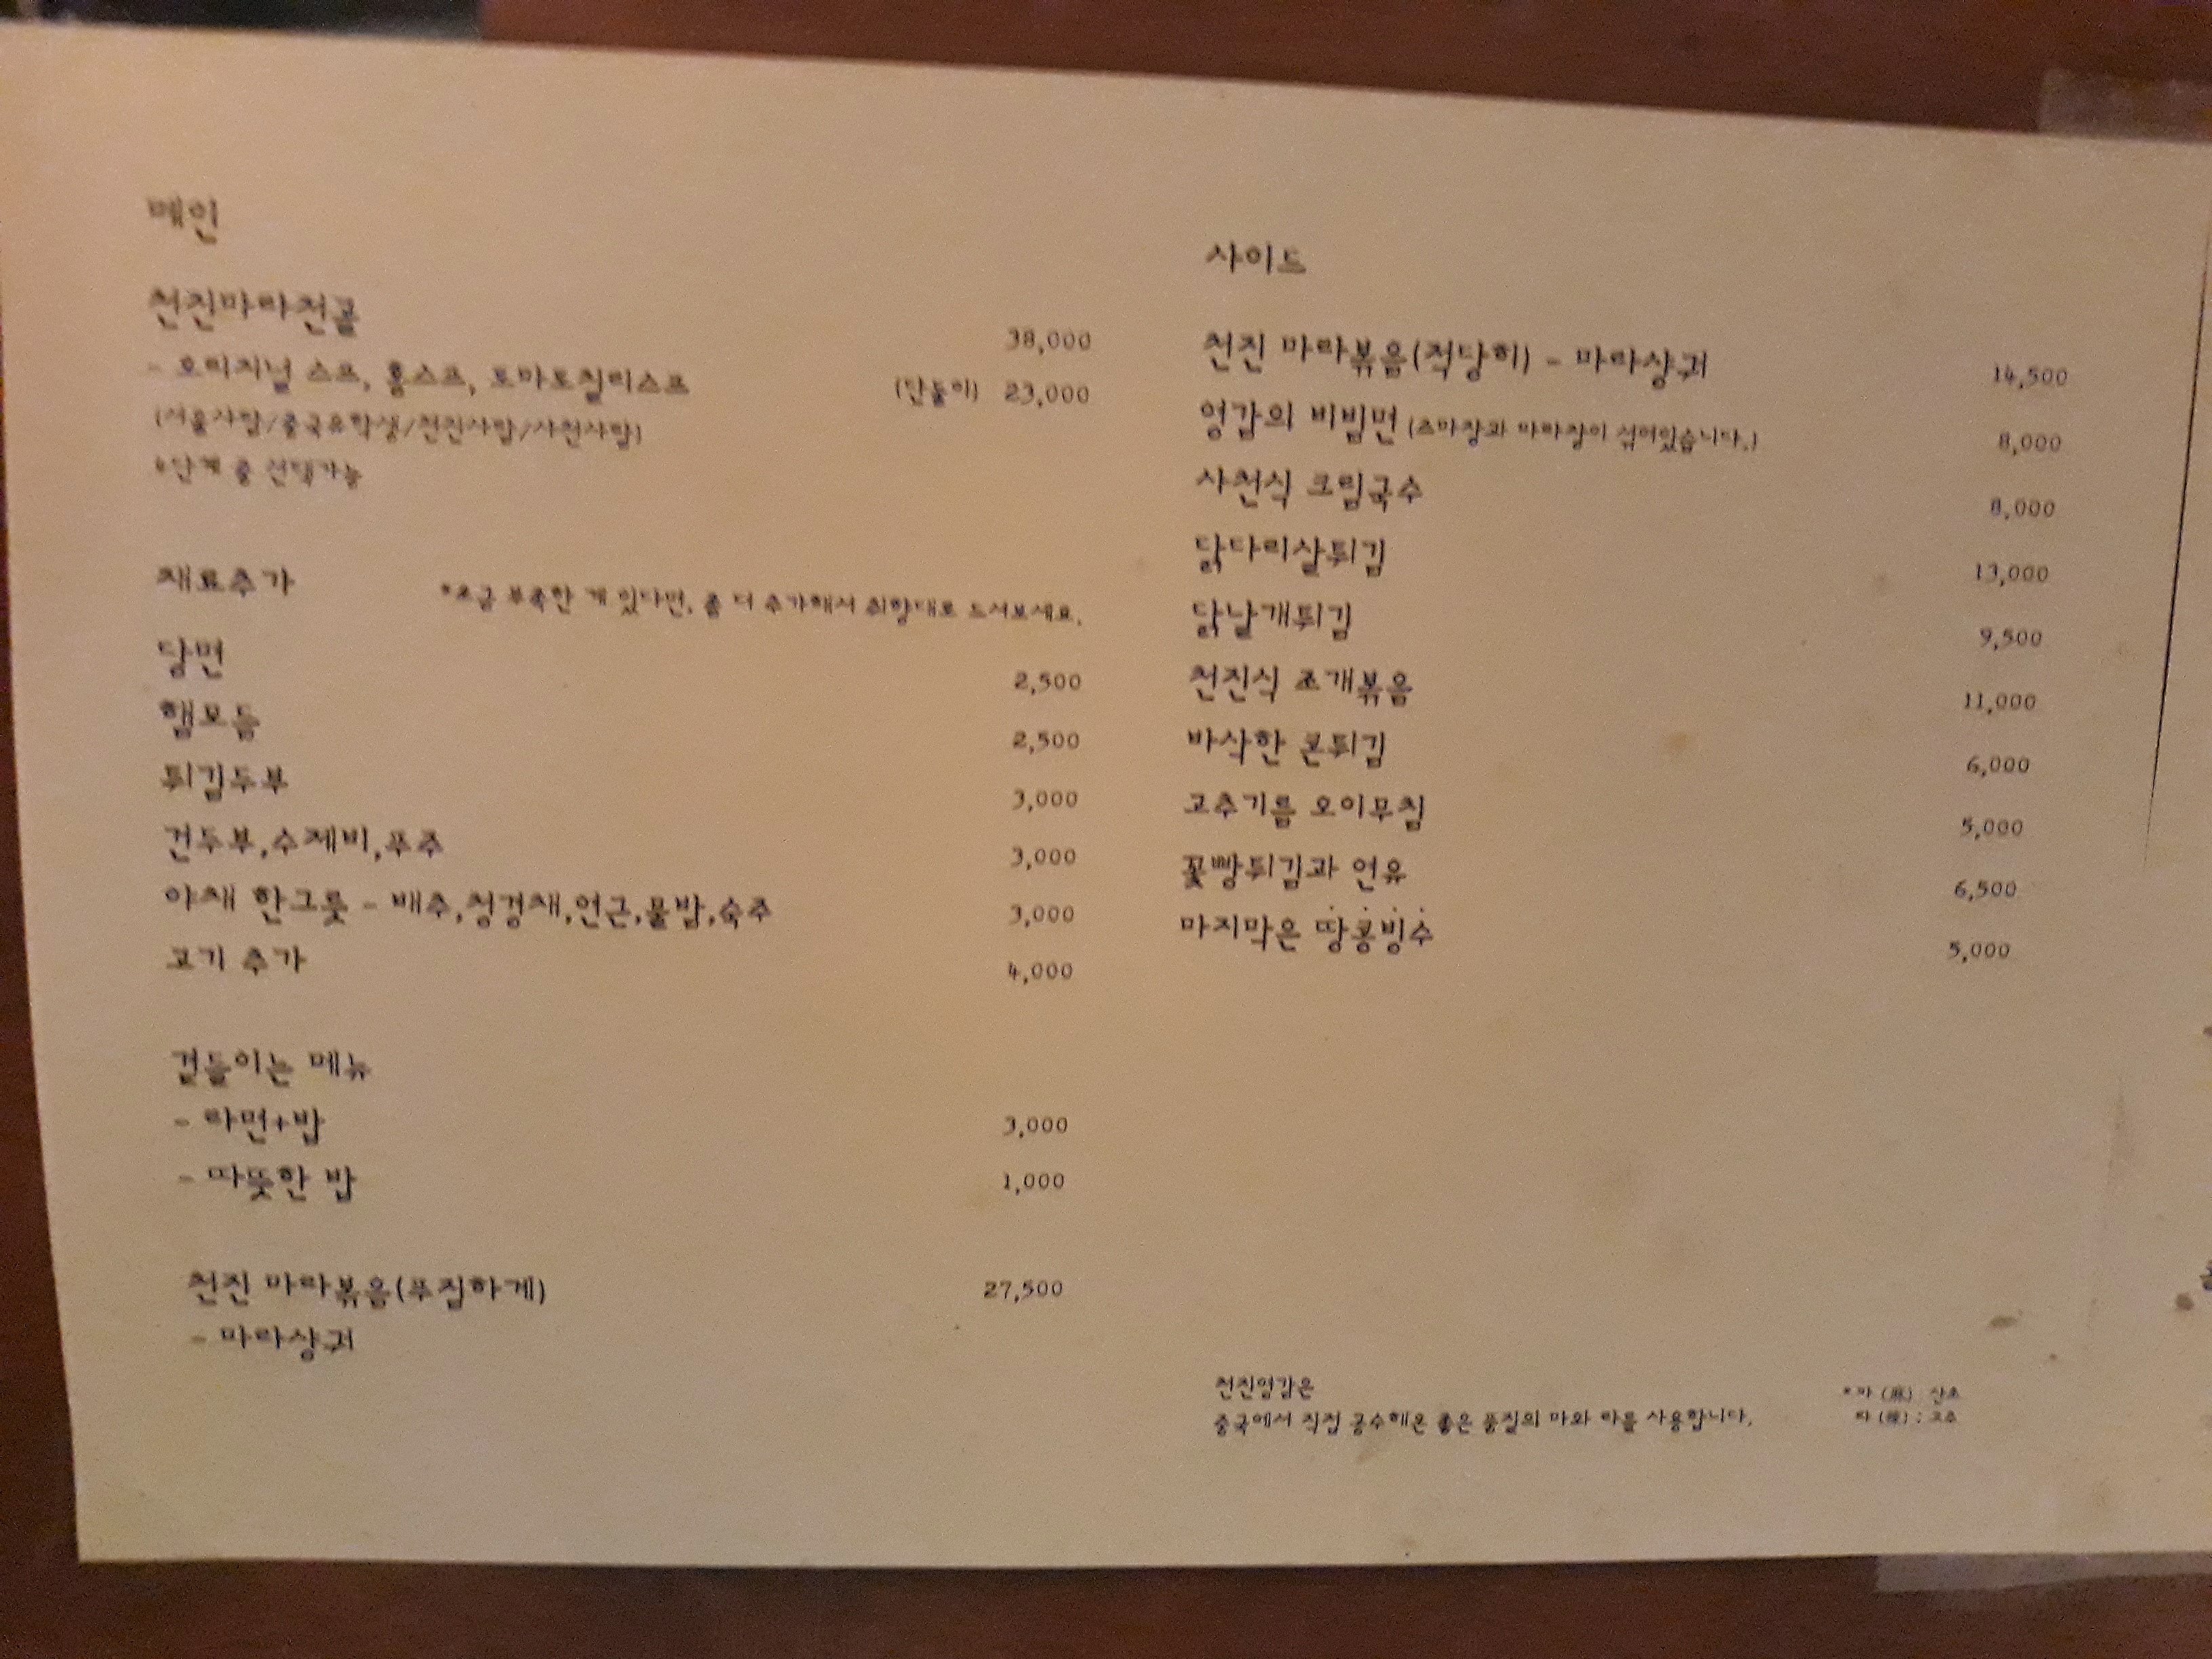 메인
천진마라전골
38,000
- 오리지널 스프, 홍스프, 토마토칠리스프
(단둘이) 23,000
(서울사람/중국유학생/천진사람/사천사람)
4단계 중 선택가능
재료추가 *조금 부족한 게 있다면, 좀 더 추가해서 취향대로 드셔보세요.
당면 2,500
햄모듬 2,500
튀김두부 3,000
건두부,수제비,푸주 3,000
야채 한그릇 - 배추,청경채,연근,물밤,숙주 3,000
고기 추가 4,000
곁들이는 메뉴
- 라면+밥 3,000
- 따뜻한 밥 1,000
천진 마라볶음(푸짐하게) 27,500
- 마라샹궈
사이드
천진 마라볶음(적당히) - 마라샹궈 14,500
영감의 비빔면 (즈마장과 마라장이 섞여있습니다.) 8,000
사천식 크림국수 8,000
닭다리살튀김 13,000
닭날개튀김 9,500
천진식 조개볶음 11,000
바삭한 콘튀김 6,000
고추기름 오이무침 5,000
꽃빵튀김과 연유 6,500
마지막은 땅콩빙수 5,000
천진영감은
중국에서 직접 공수해온 좋은 품질의 마와 라를 사용합니다.
*마 (麻) : 산초
라 (辣) : 고추